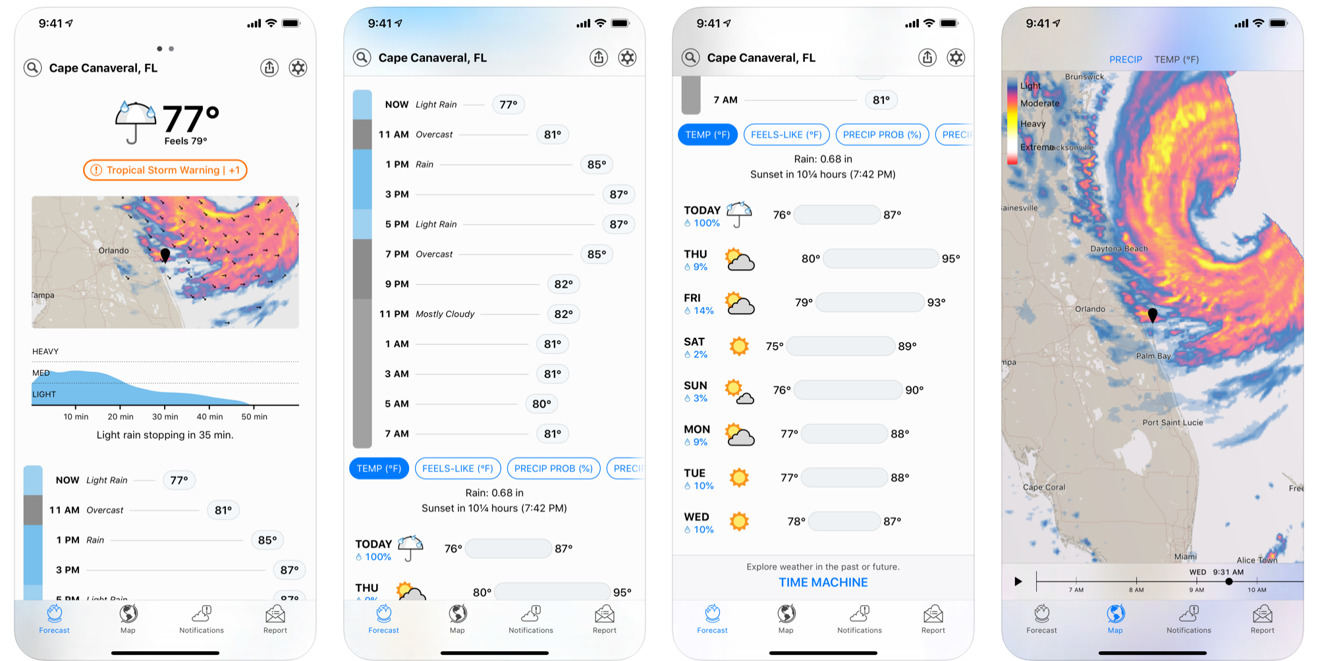 9:41
Cape Canaveral, FL
77°
Feels 79°
Tropical Storm Warning | +1
Orlando
Tampa
HEAVY
MED
LIGHT
10 min 20 min 30 min 40 min 50 min
Light rain stopping in 35 min.
NOW Light Rain 77°
11 AM Overcast 81°
1 PM Rain 85°
3 PM 87°
5 PM Light Rain 87°
Forecast Map Notifications Report
9:41
Cape Canaveral, FL
NOW Light Rain 77°
11 AM Overcast 81°
1 PM Rain 85°
3 PM 87°
5 PM Light Rain 87°
7 PM Overcast 85°
9 PM 82°
11 PM Mostly Cloudy 82°
1 AM 81°
3 AM 81°
5 AM 80°
7 AM 81°
TEMP (°F) FEELS-LIKE (°F) PRECIP PROB (%) PRECI
Rain: 0.68 in
Sunset in 10¼ hours (7:42 PM)
TODAY 76° 87°
100%
THU 80° 95°
9%
Forecast Map Notifications Report
9:41
Cape Canaveral, FL
7 AM 81°
TEMP (°F) FEELS-LIKE (°F) PRECIP PROB (%) PRECI
Rain: 0.68 in
Sunset in 10¼ hours (7:42 PM)
TODAY 76° 87°
100%
THU 80° 95°
9%
FRI 79° 93°
14%
SAT 75° 89°
2%
SUN 76° 90°
3%
MON 77° 88°
9%
TUE 77° 88°
10%
WED 78° 87°
10%
Explore weather in the past or future.
TIME MACHINE
Forecast Map Notifications Report
9:41
PRECIP TEMP (°F)
Brunswick
Light
Moderate
Heavy
Extreme
Jacksonville
ainesville
Daytona Beach
Orlando
mpa
Palm Bay
Port Saint Lucie
Cape Coral
Free
Miami
Alice Town
WED 9:31 AM
7 AM 8 AM 9 AM 10 AM
Forecast Map Notifications Report